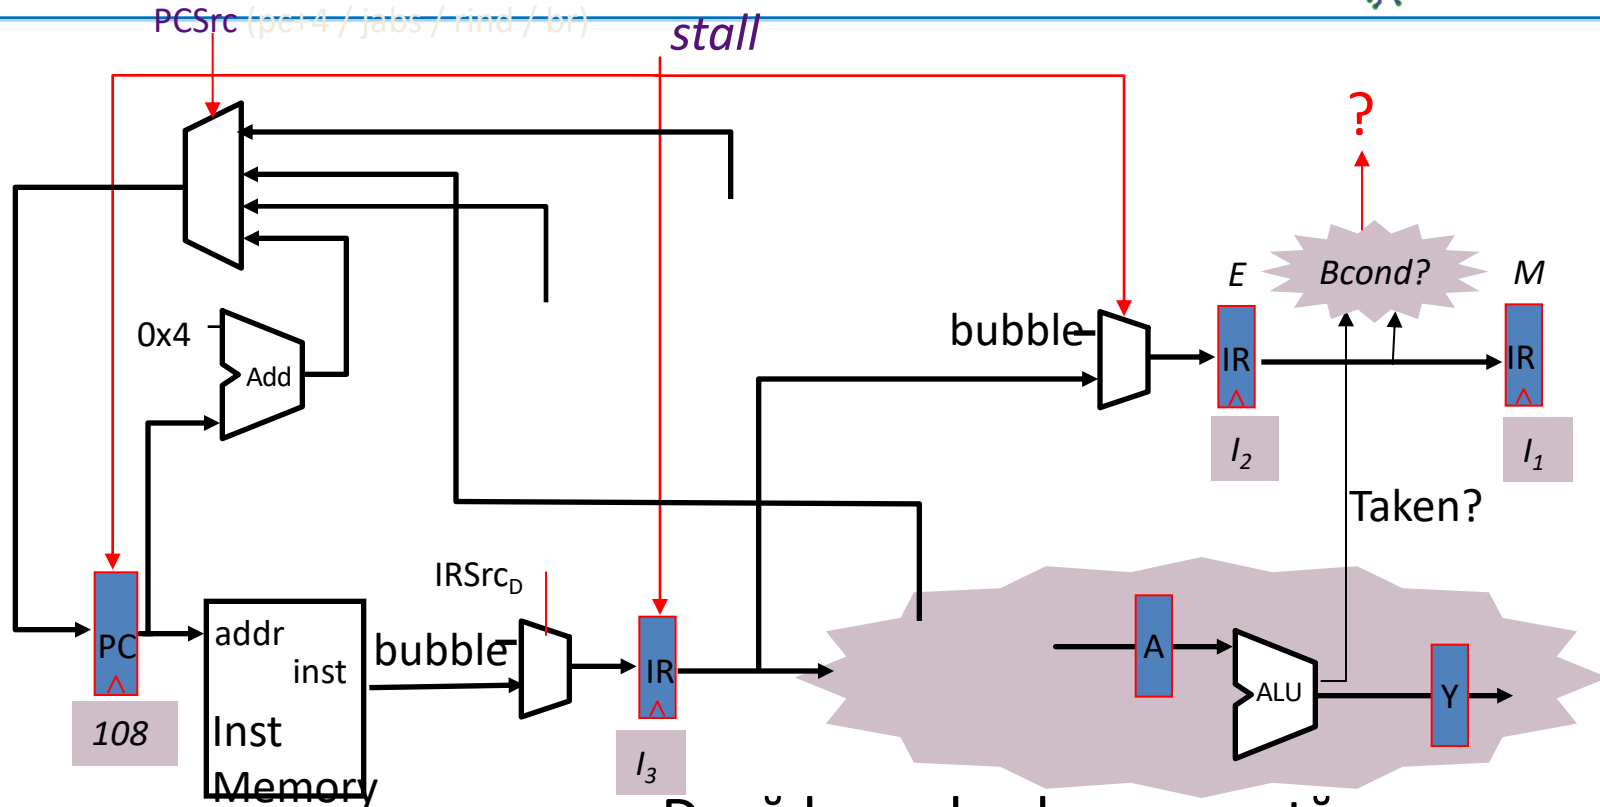 PCSrc (pc+4 / jabs / rind / br)
stall
?
E
Bcond?
M
0x4
Add
bubble
IR
IR
I2
I1
Taken?
IRSrcD
PC
addr
inst
bubble
IR
A
ALU
Y
108
Inst
Memory
I3